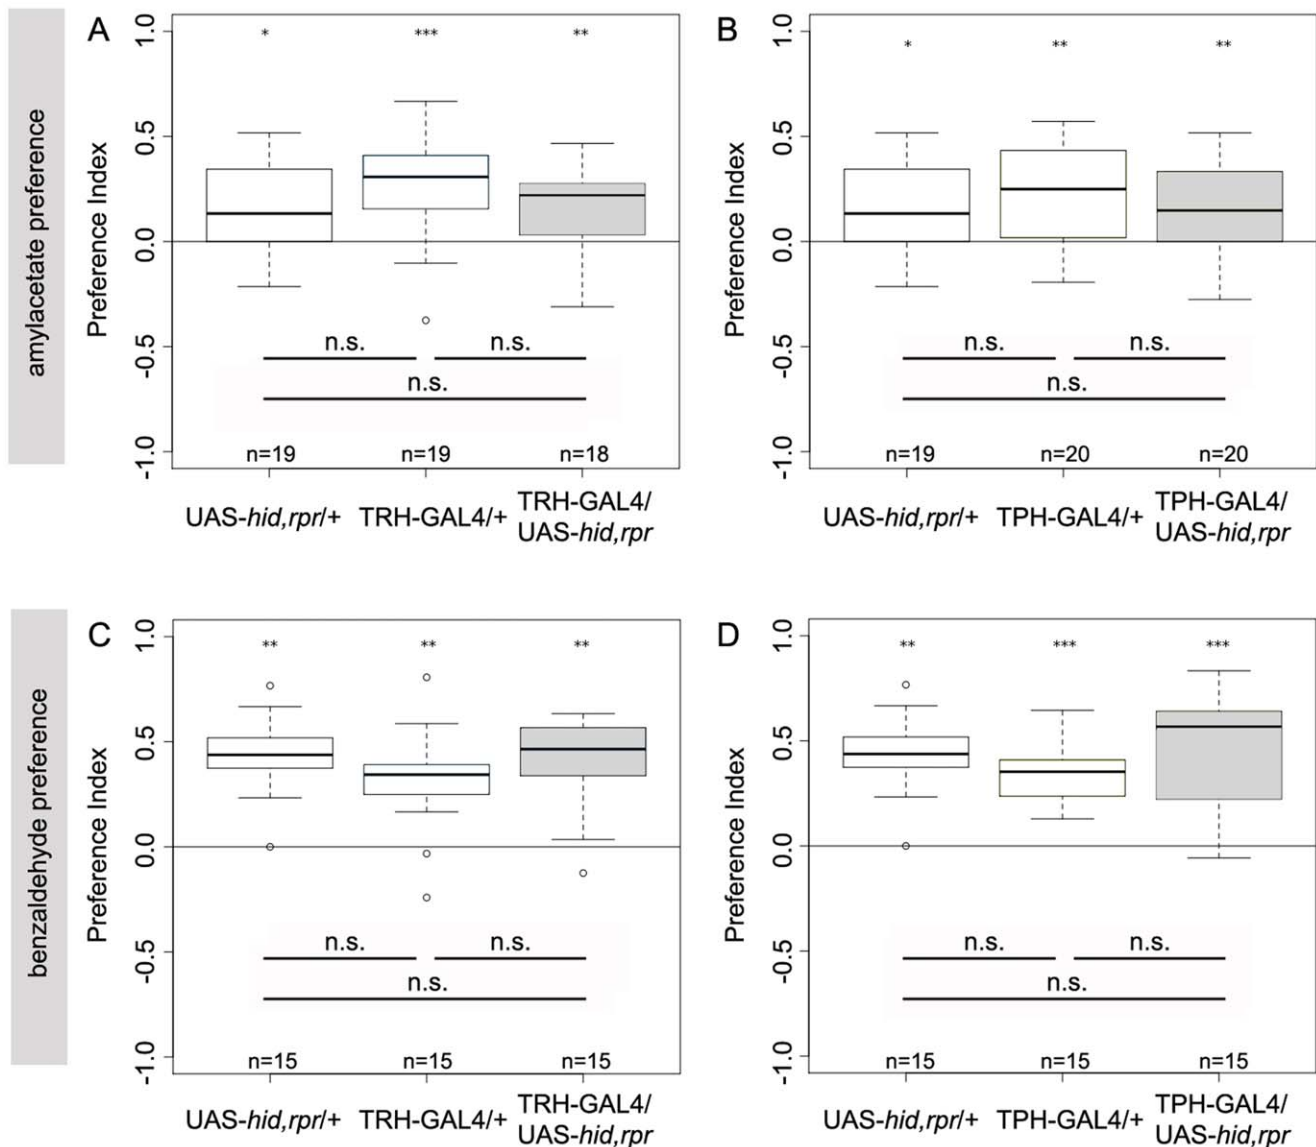 amylacetate preference
A
Preference Index
1.0
0.5
0.0
-0.5
-1.0
*
***
**
n.s.
n.s.
n.s.
n=19
n=19
n=18
UAS-hid,rpr/+
TRH-GAL4/+
TRH-GAL4/
UAS-hid,rpr
B
Preference Index
1.0
0.5
0.0
-0.5
-1.0
*
**
**
n.s.
n.s.
n.s.
n=19
n=20
n=20
UAS-hid,rpr/+
TPH-GAL4/+
TPH-GAL4/
UAS-hid,rpr
benzaldehyde preference
C
Preference Index
1.0
0.5
0.0
-0.5
-1.0
**
**
**
n.s.
n.s.
n.s.
n=15
n=15
n=15
UAS-hid,rpr/+
TRH-GAL4/+
TRH-GAL4/
UAS-hid,rpr
D
Preference Index
1.0
0.5
0.0
-0.5
-1.0
**
***
***
n.s.
n.s.
n.s.
n=15
n=15
n=15
UAS-hid,rpr/+
TPH-GAL4/+
TPH-GAL4/
UAS-hid,rpr